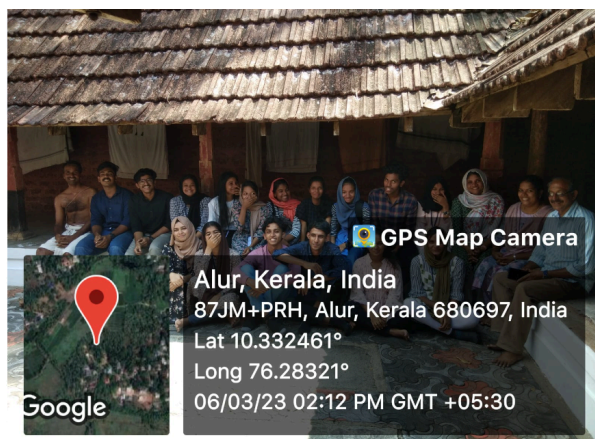 GPS Map Camera
Alur, Kerala, India
87JM+PRH, Alur, Kerala 680697, India
Lat 10.332461°
Long 76.28321°
06/03/23 02:12 PM GMT +05:30
Google